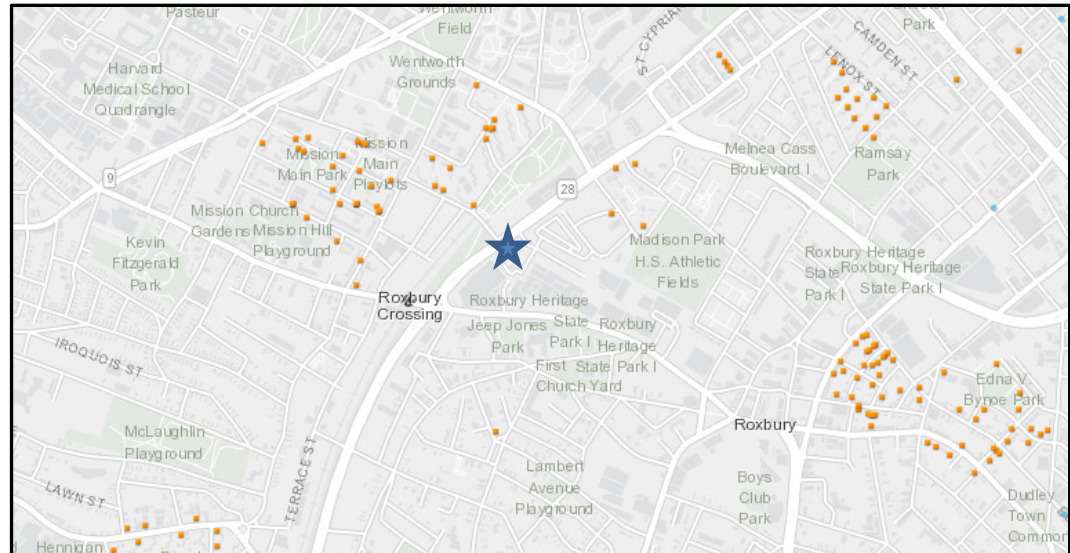 Pasteur
Wentworth
Field
Park
CAMDEN ST
LENOX ST
Harvard
Medical School
Quadrangle
Wentworth
Grounds
Mission
Main Park
Mission
Main
Playlots
Melnea Cass
Boulevard I
Ramsay
Park
9
28
Mission Church
Gardens
Mission Hill
Playground
Kevin
Fitzgerald
Park
Madison Park
H.S. Athletic
Fields
Roxbury Heritage
State
Park I
Roxbury Heritage
State Park I
Roxbury
Crossing
Roxbury Heritage
State
Park I
Jeep Jones
Park
Roxbury
Heritage
State Park I
First
Church Yard
IROQUOIS ST
Edna V.
Bynoe Park
McLaughlin
Playground
TERRACE ST
Roxbury
Lambert
Avenue
Playground
Boys
Club
Park
LAWN ST
Dudley
Town
Common
Hennigan